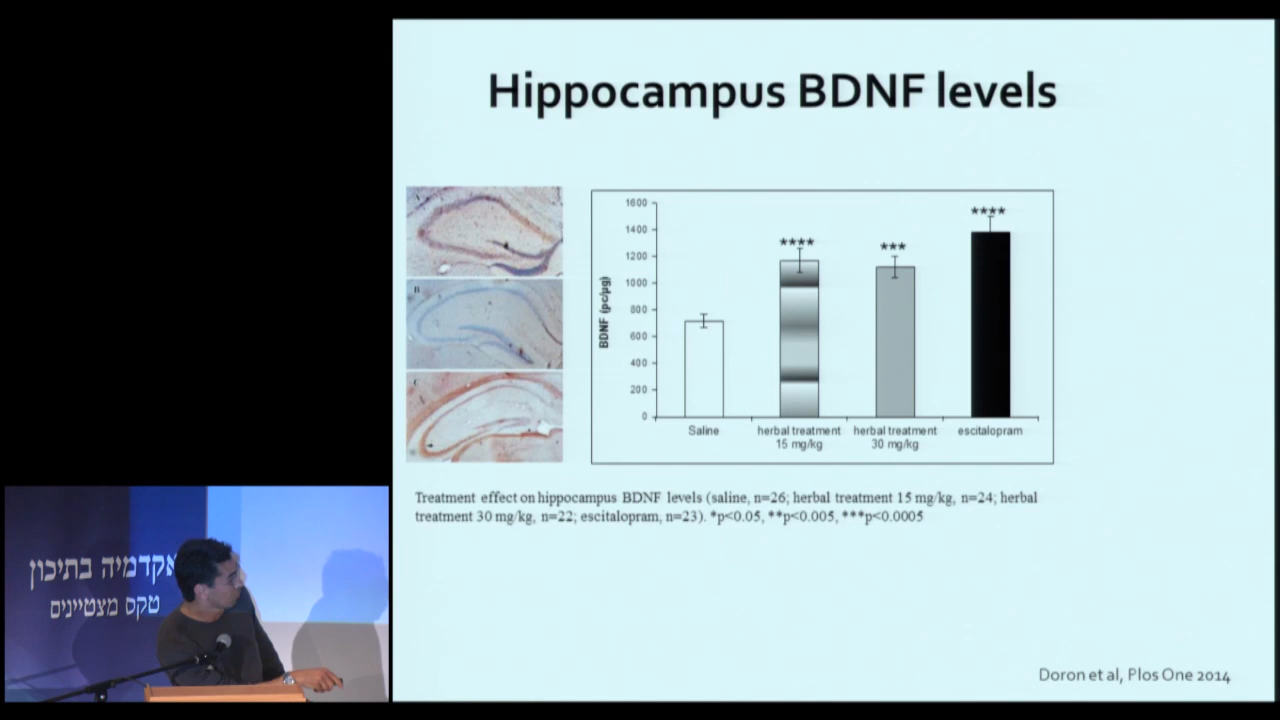 Hippocampus BDNF levels
B
C
BDNF (pc/µg)
1600
1400
1200
1000
800
600
400
200
0
****
***
****
Saline
herbal treatment
15 mg/kg
herbal treatment
30 mg/kg
escitalopram
Treatment effect on hippocampus BDNF levels (saline, n=26; herbal treatment 15 mg/kg, n=24; herbal
treatment 30 mg/kg, n=22; escitalopram, n=23). *p<0.05, **p<0.005, ***p<0.0005
Doron et al, Plos One 2014
אקדמיה בתיכון
טקס מצטיינים